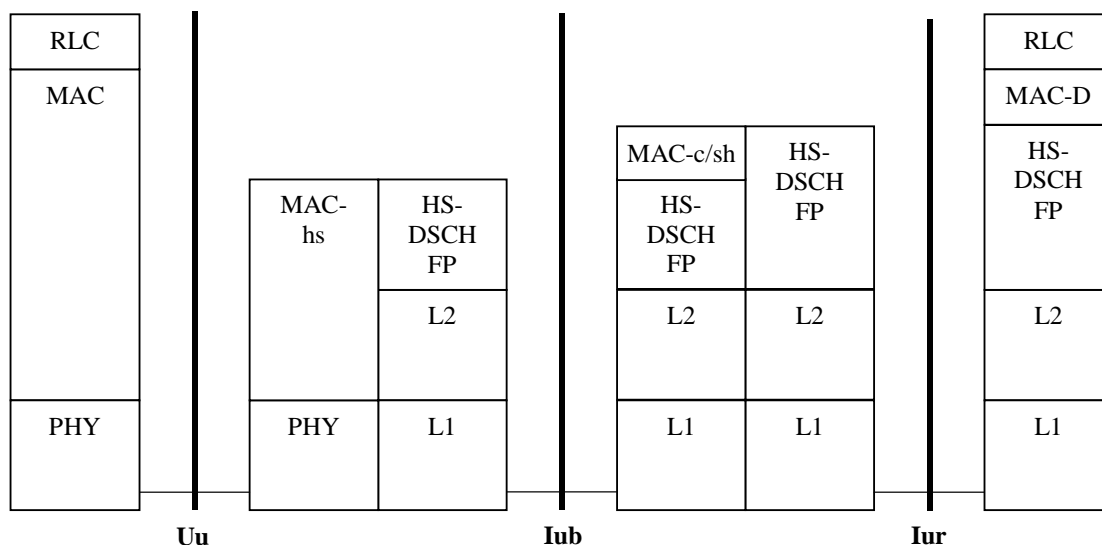 RLC
MAC
PHY
MAC-
hs
PHY
HS-
DSCH
FP
L2
L1
MAC-c/sh
HS-
DSCH
FP
L2
L1
HS-
DSCH
FP
L2
L1
RLC
MAC-D
HS-
DSCH
FP
L2
L1
Uu
Iub
Iur